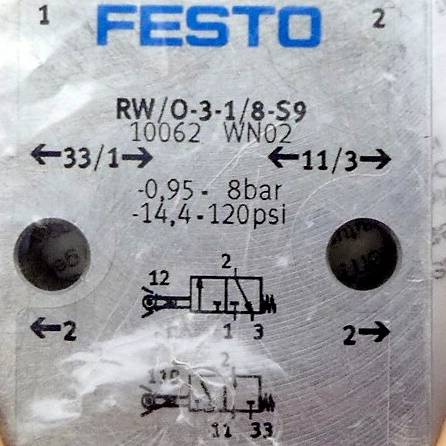 1 FESTO 2
RW/O-3-1/8-S9
10062 WN02
33/1 11/3
-0,95 - 8bar
-14,4-120psi
2
12
1 3
2 2
2
110
11 33